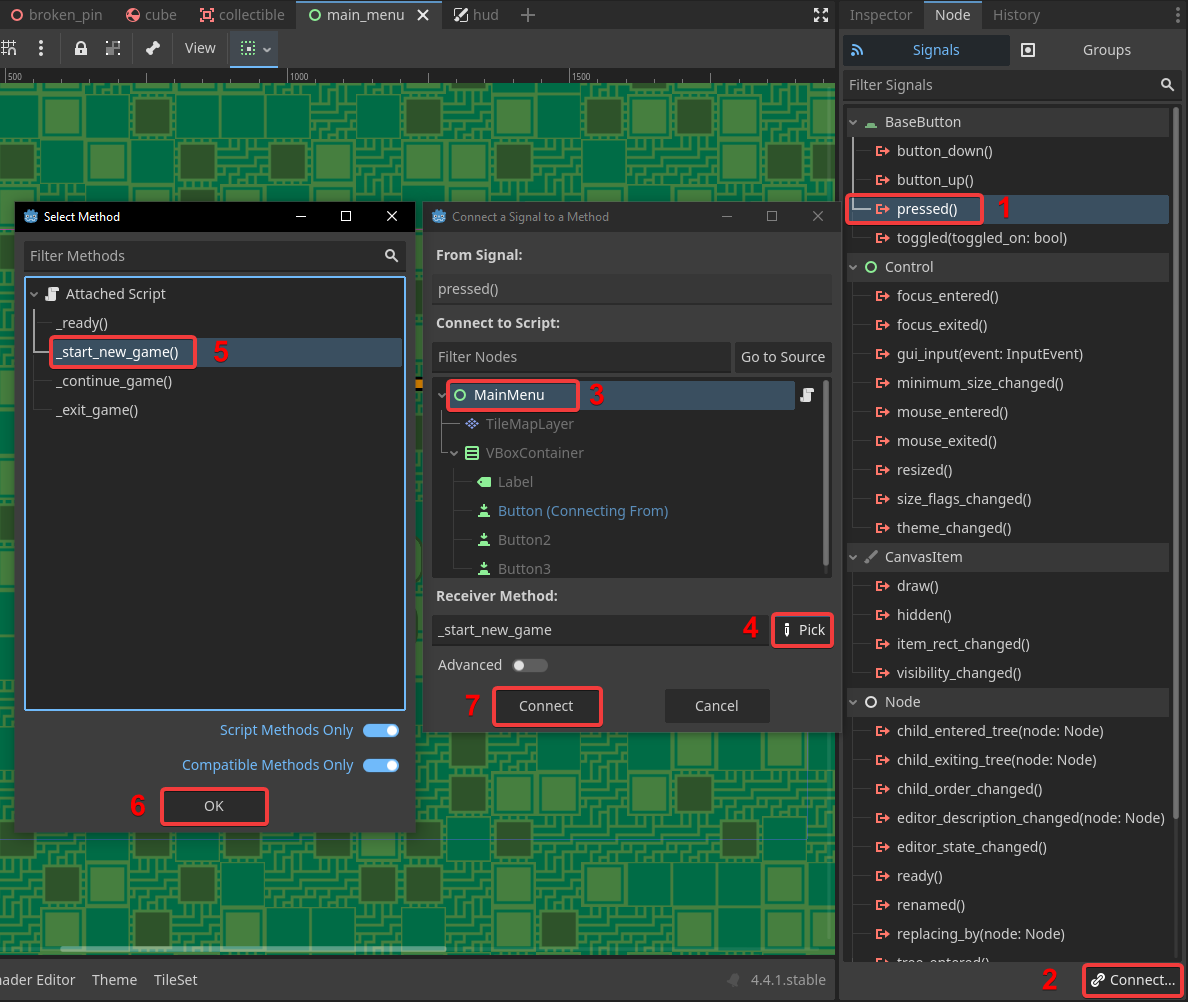 broken_pin cube collectible main_menu hud
View
500 1000 1500
Select Method
Filter Methods
Attached Script
_ready()
_start_new_game() 5
_continue_game()
_exit_game()
Script Methods Only
Compatible Methods Only
6 OK
Connect a Signal to a Method
From Signal:
pressed()
Connect to Script:
Filter Nodes Go to Source
MainMenu 3
TileMapLayer
VBoxContainer
Label
Button (Connecting From)
Button2
Button3
Receiver Method:
_start_new_game 4 Pick
Advanced
7 Connect Cancel
Inspector Node History
Signals Groups
Filter Signals
BaseButton
button_down()
button_up()
pressed() 1
toggled(toggled_on: bool)
Control
focus_entered()
focus_exited()
gui_input(event: InputEvent)
minimum_size_changed()
mouse_entered()
mouse_exited()
resized()
size_flags_changed()
theme_changed()
CanvasItem
draw()
hidden()
item_rect_changed()
visibility_changed()
Node
child_entered_tree(node: Node)
child_exiting_tree(node: Node)
child_order_changed()
editor_description_changed(node: Node)
editor_state_changed()
ready()
renamed()
replacing_by(node: Node)
tree_entered()
2 Connect...
ader Editor Theme TileSet 4.4.1.stable